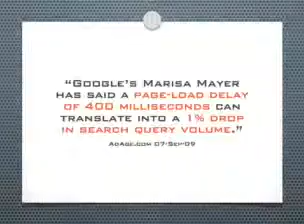 “Google's Marisa Mayer
has said a page-load delay
of 400 milliseconds can
translate into a 1% drop
in search query volume.”
AdAge.com 07-Sep-09